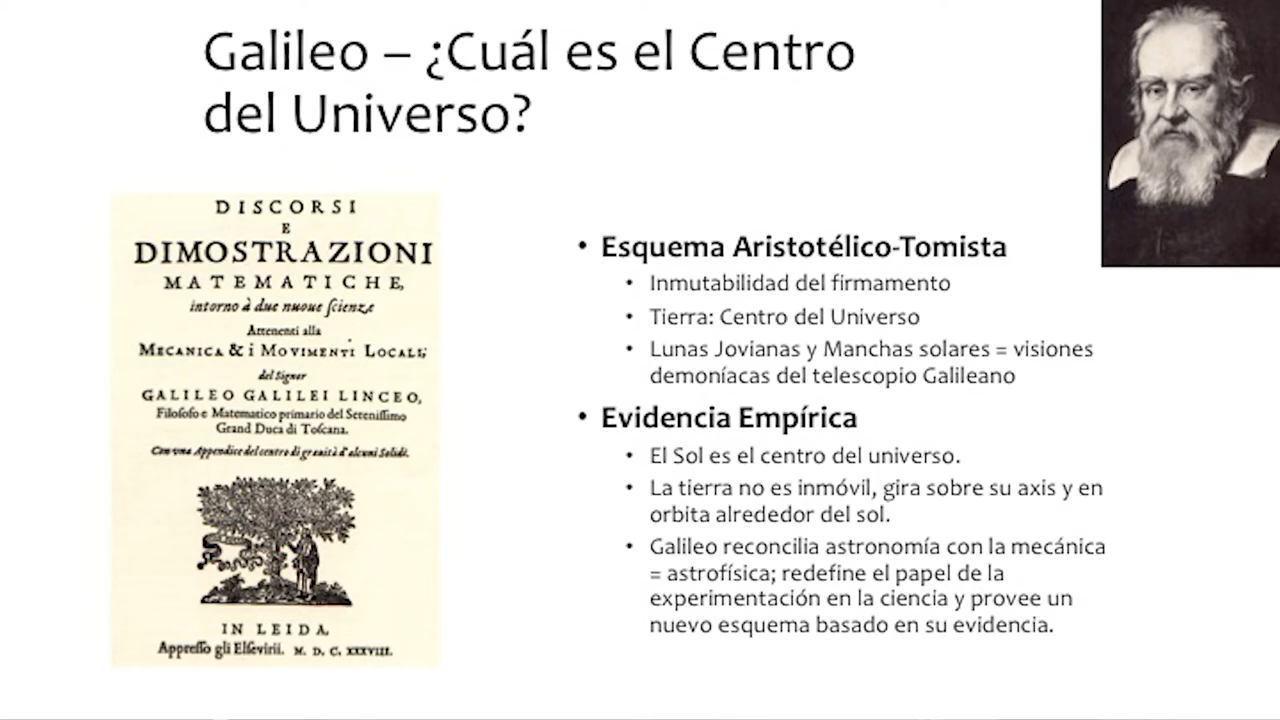 Galileo – ¿Cuál es el Centro
del Universo?
DISCORSI
E
DIMOSTRAZIONI
MATEMATICHE,
intorno à due nuoue ſcienze
Attenenti alla
MECANICA & i MOVIMENTI LOCALI;
del Signor
GALILEO GALILEI LINCEO,
Filoſofo e Matematico primario del Sereniſſimo
Grand Duca di Toſcana.
Con vna Appendice del centro di grauità d'alcuni Solidi.
IN LEIDA,
Appreſſo gli Elſevirii. M. D. C. XXXVIII.
• Esquema Aristotélico-Tomista
• Inmutabilidad del firmamento
• Tierra: Centro del Universo
• Lunas Jovianas y Manchas solares = visiones
demoníacas del telescopio Galileano
• Evidencia Empírica
• El Sol es el centro del universo.
• La tierra no es inmóvil, gira sobre su axis y en
orbita alrededor del sol.
• Galileo reconcilia astronomía con la mecánica
= astrofísica; redefine el papel de la
experimentación en la ciencia y provee un
nuevo esquema basado en su evidencia.